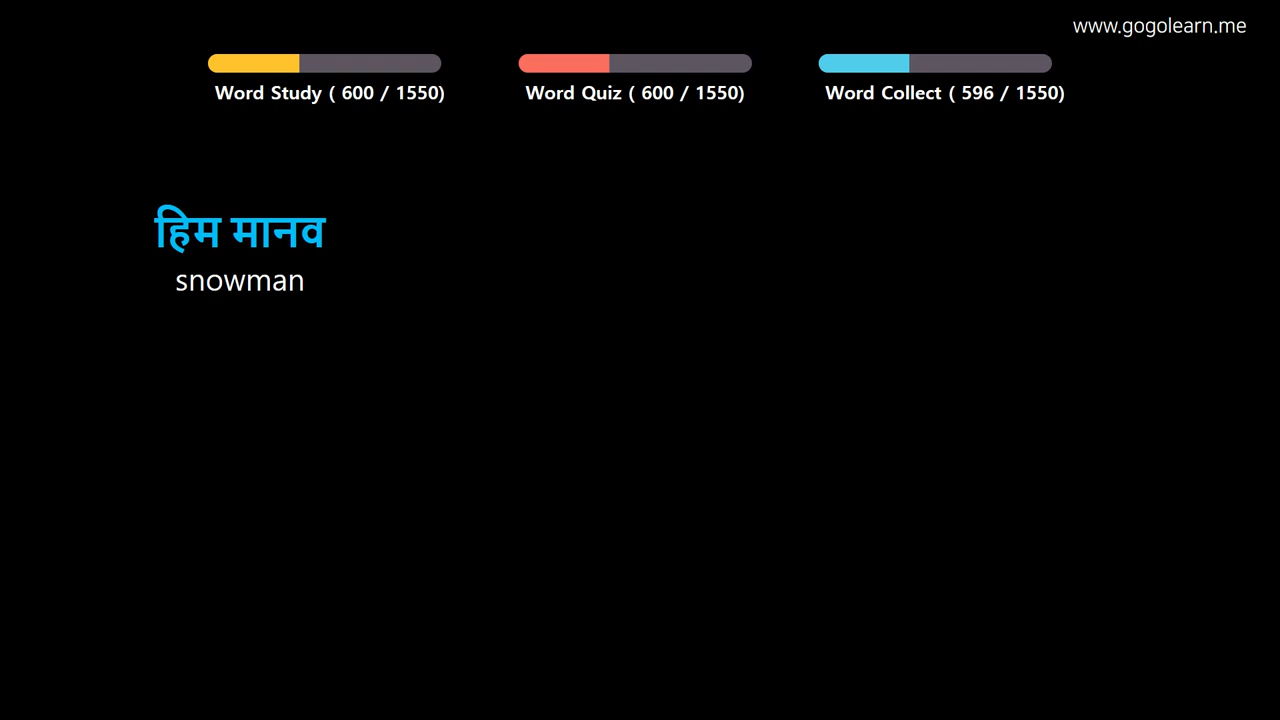 www.gogolearn.me
Word Study ( 600 / 1550)
Word Quiz ( 600 / 1550)
Word Collect ( 596 / 1550)
हिम मानव
snowman